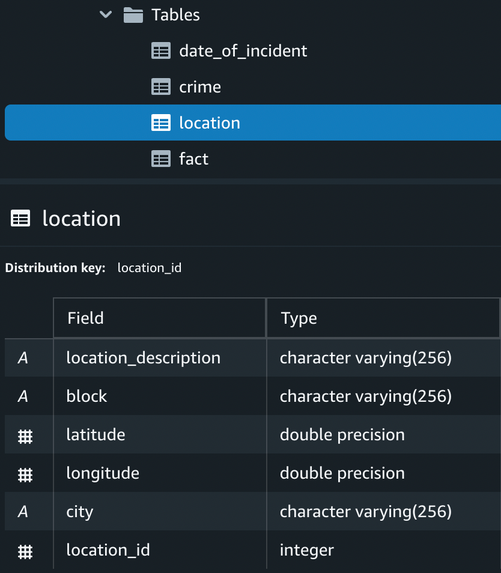 Tables
date_of_incident
crime
location
fact
location
Distribution key: location_id
Field Type
A location_description character varying(256)
A block character varying(256)
# latitude double precision
# longitude double precision
A city character varying(256)
# location_id integer